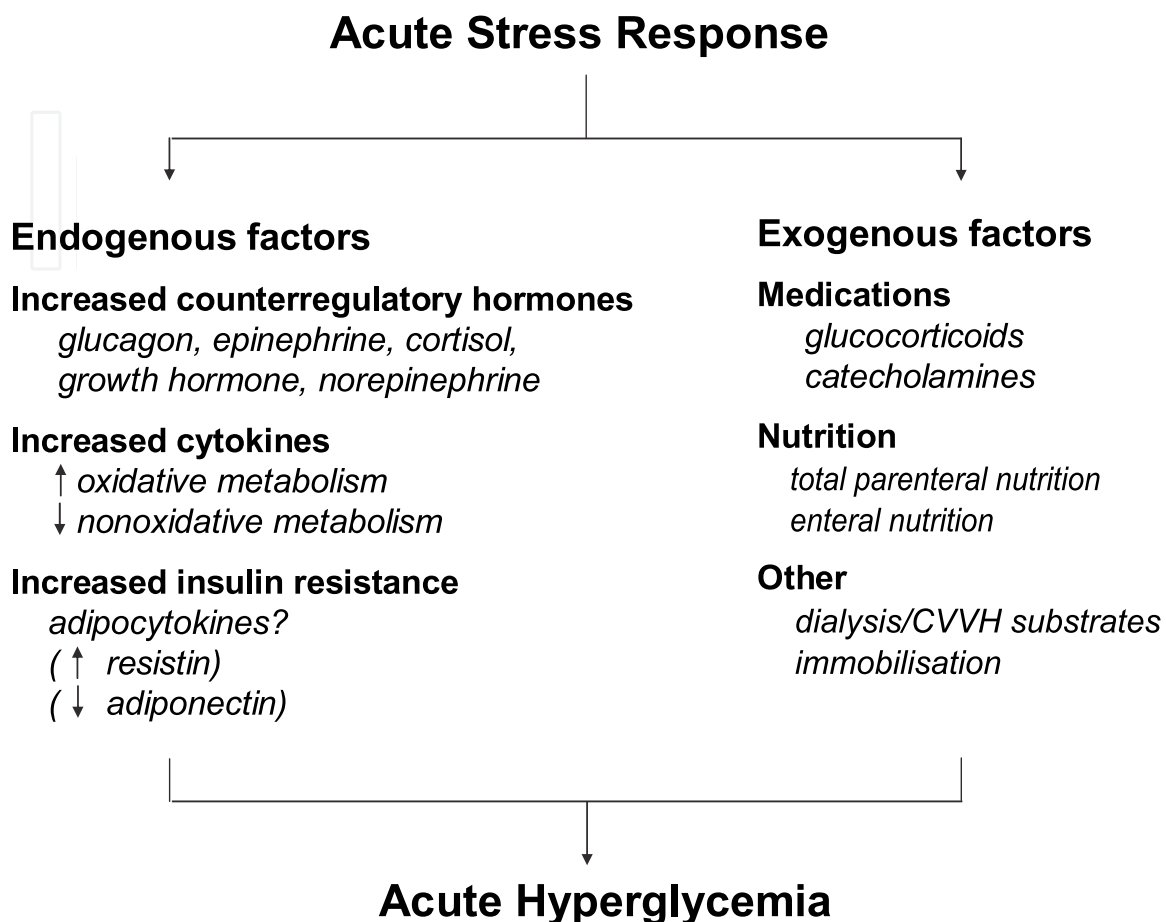 Acute Stress Response
Endogenous factors
Increased counterregulatory hormones
glucagon, epinephrine, cortisol,
growth hormone, norepinephrine
Increased cytokines
↑ oxidative metabolism
↓ nonoxidative metabolism
Increased insulin resistance
adipocytokines?
( ↑ resistin)
( ↓ adiponectin)
Exogenous factors
Medications
glucocorticoids
catecholamines
Nutrition
total parenteral nutrition
enteral nutrition
Other
dialysis/CVVH substrates
immobilisation
Acute Hyperglycemia